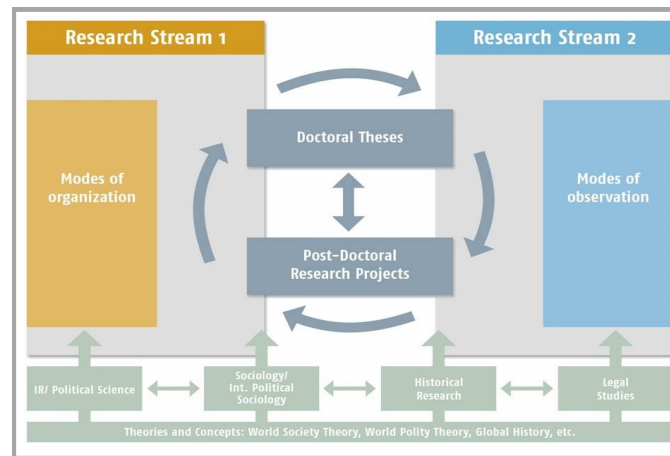 Research Stream 1
Research Stream 2
Doctoral Theses
Modes of
organization
Modes of
observation
Post-Doctoral
Research Projects
IR/ Political Science
Sociology/
Int. Political
Sociology
Historical
Research
Legal
Studies
Theories and Concepts: World Society Theory, World Polity Theory, Global History, etc.